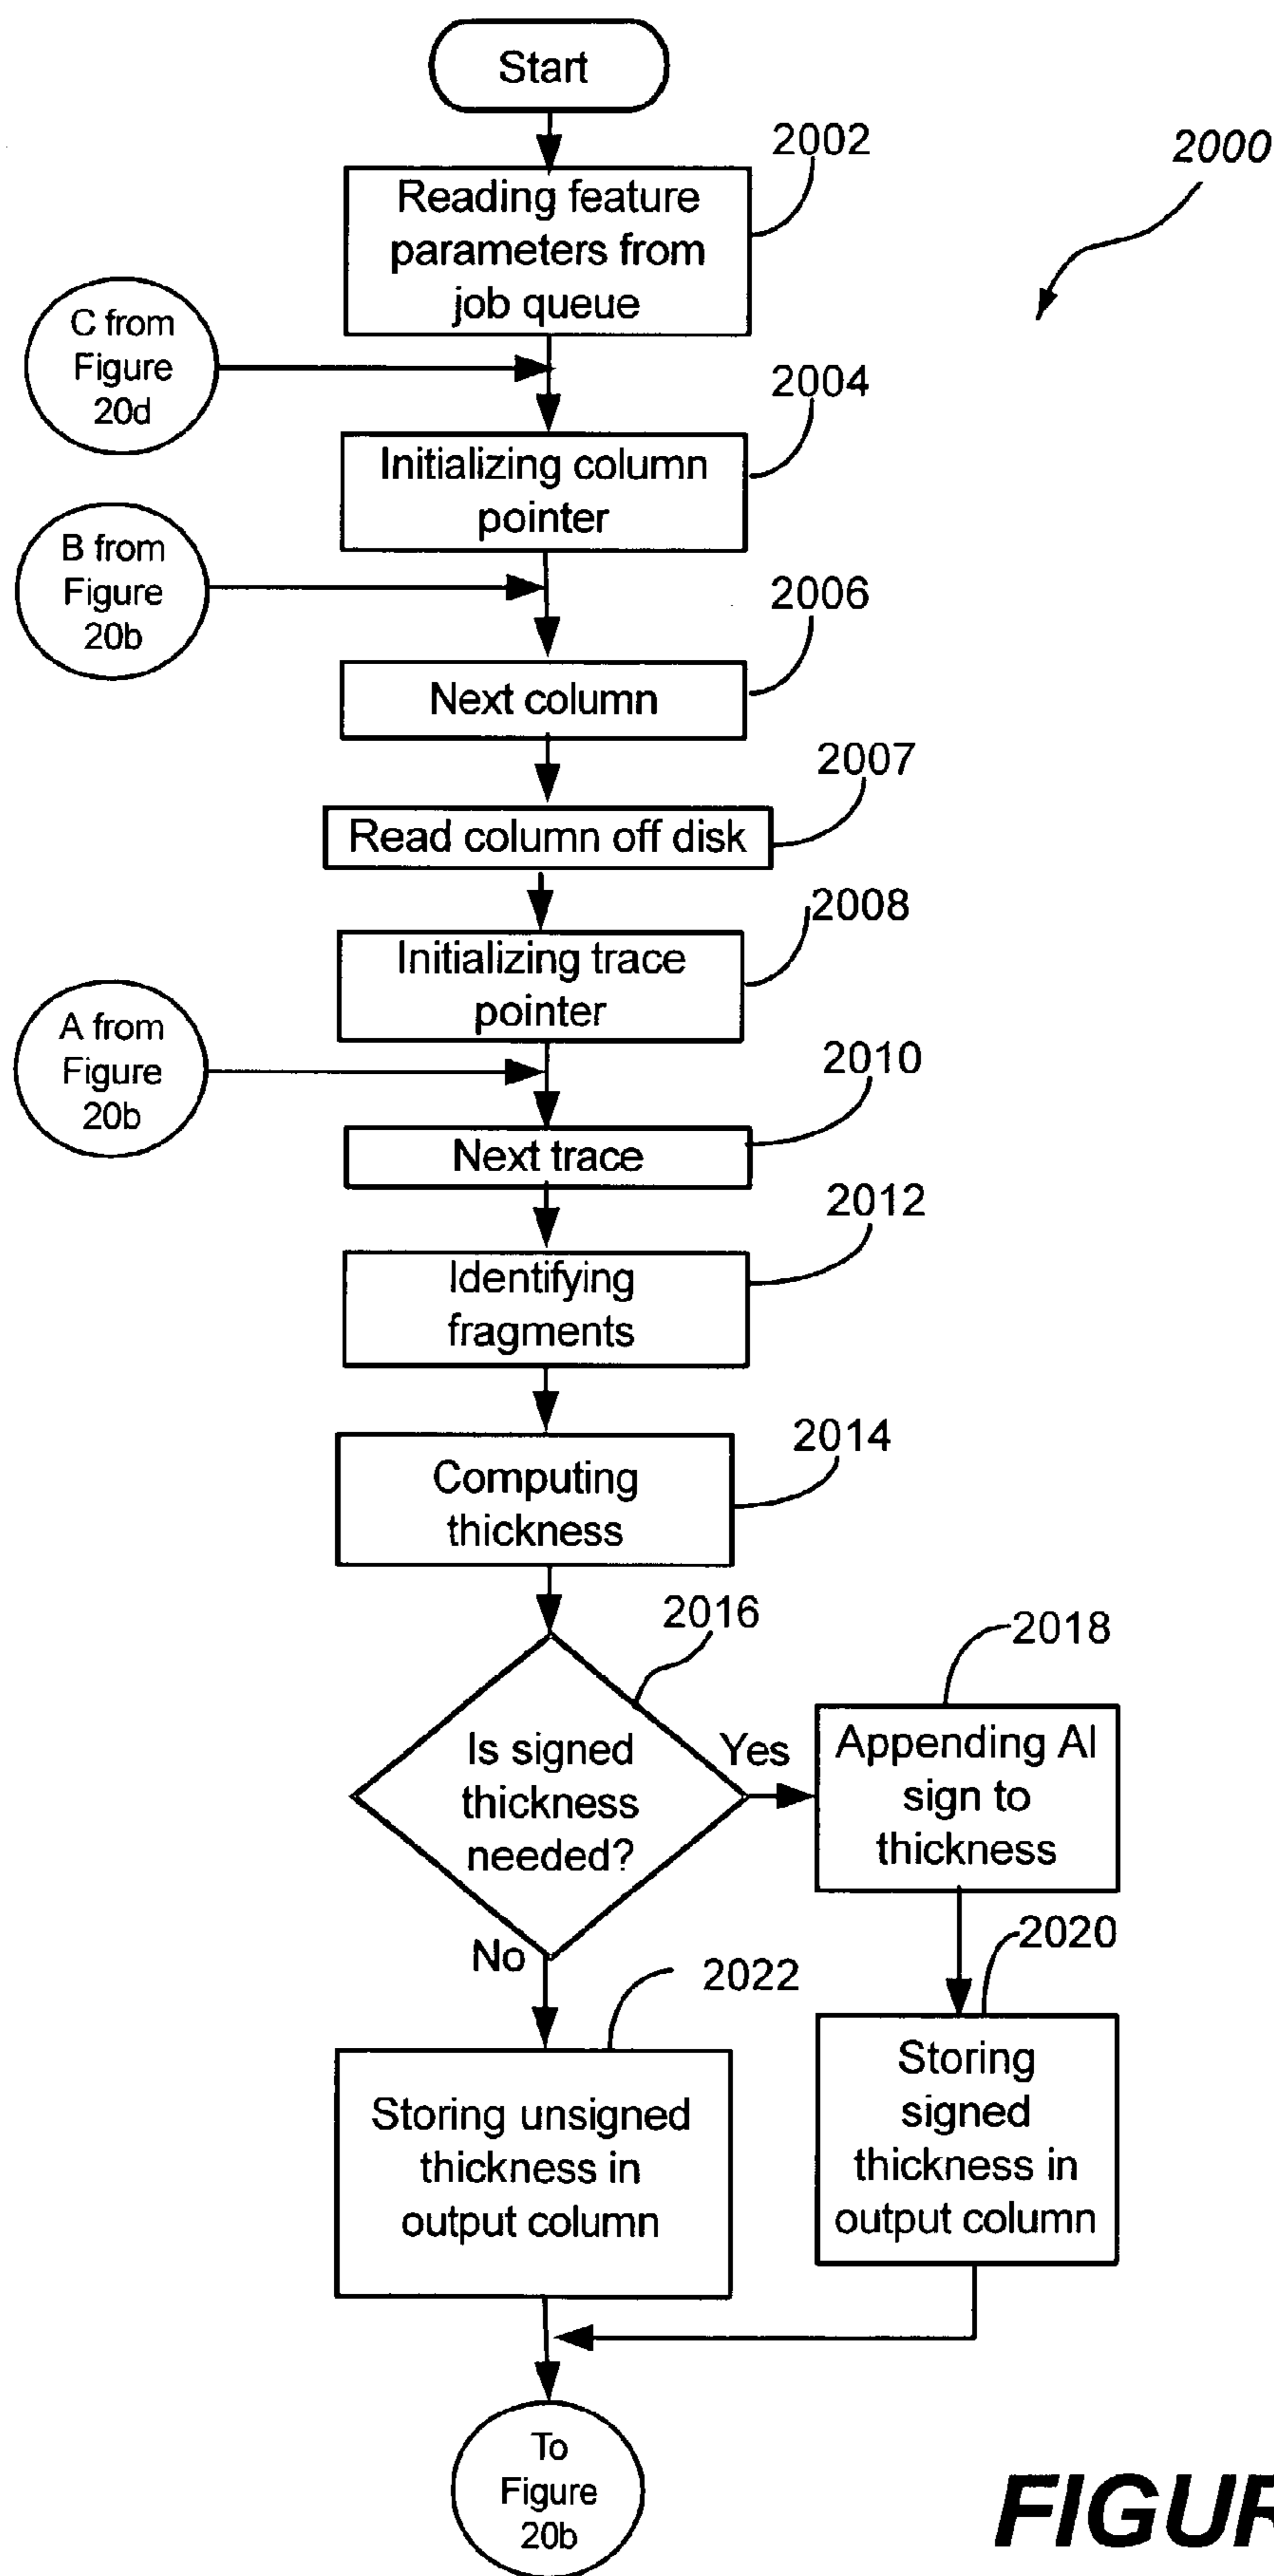 Start
2002
2000
Reading feature
parameters from
job queue
C from
Figure
20d
2004
Initializing column
pointer
B from
Figure
20b
2006
Next column
2007
Read column off disk
2008
Initializing trace
pointer
A from
Figure
20b
2010
Next trace
2012
Identifying
fragments
2014
Computing
thickness
2016
2018
Is signed
thickness
needed?
Yes
Appending AI
sign to
thickness
No
2020
2022
Storing unsigned
thickness in
output column
Storing
signed
thickness in
output column
To
Figure
20b
FIGUR